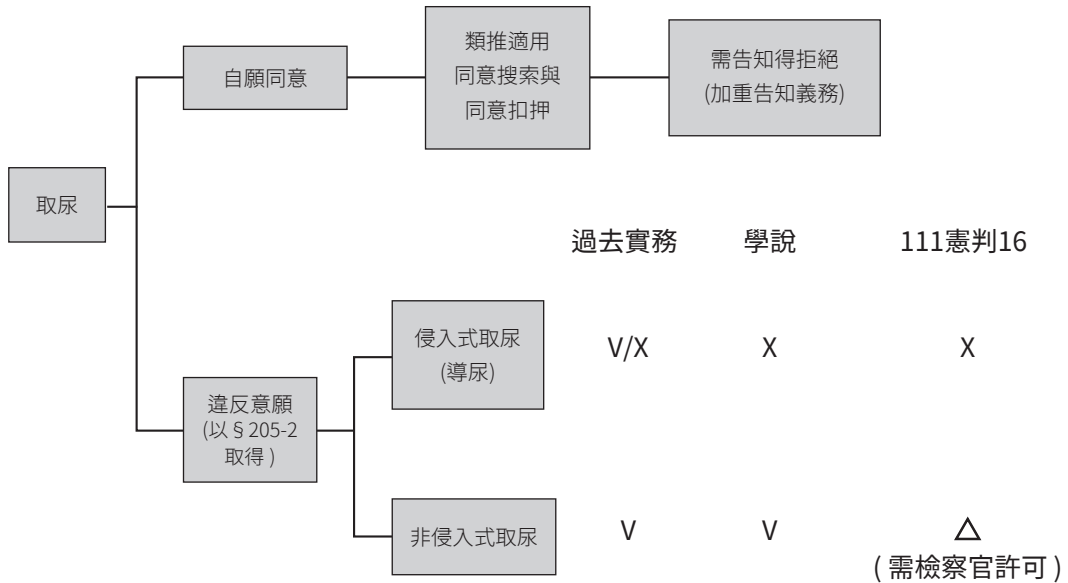 取尿
自願同意
類推適用
同意搜索與
同意扣押
需告知得拒絕
(加重告知義務)
過去實務 學說 111憲判16
違反意願
(以§205-2
取得)
侵入式取尿
(導尿)
V/X X X
非侵入式取尿
V V △
(需檢察官許可)